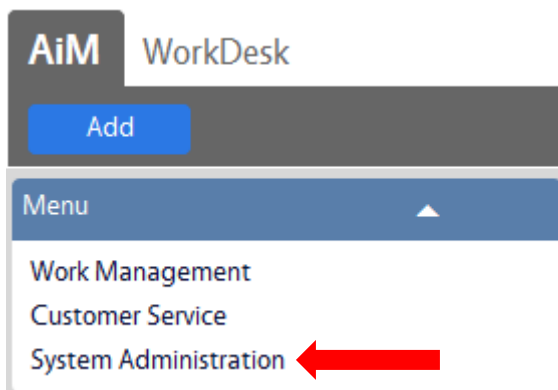 AiM WorkDesk
Add
Menu
Work Management
Customer Service
System Administration